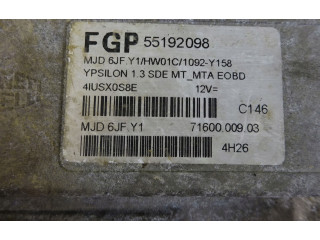 FGP 55192098
MJD 6JF.Y1/HW01C/1092-Y158
YPSILON 1.3 SDE MT_MTA EOBD
4IUSX0S8E 12V=
C146
MJD 6JF.Y1 71600.009.03
4H26